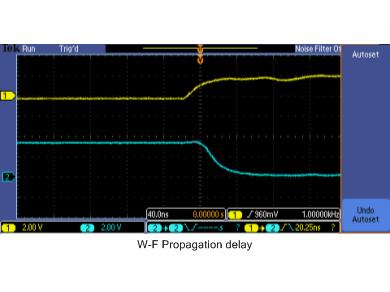 Tek Run Trig'd Noise Filter Of
Autoset
1
2
40.0ns 0.00000 s 1 960mV 1.00000kHz
Undo
Autoset
1 2.00 V 2 2.00 V 2 2 -----s ? 1 2 20.25ns ?
W-F Propagation delay